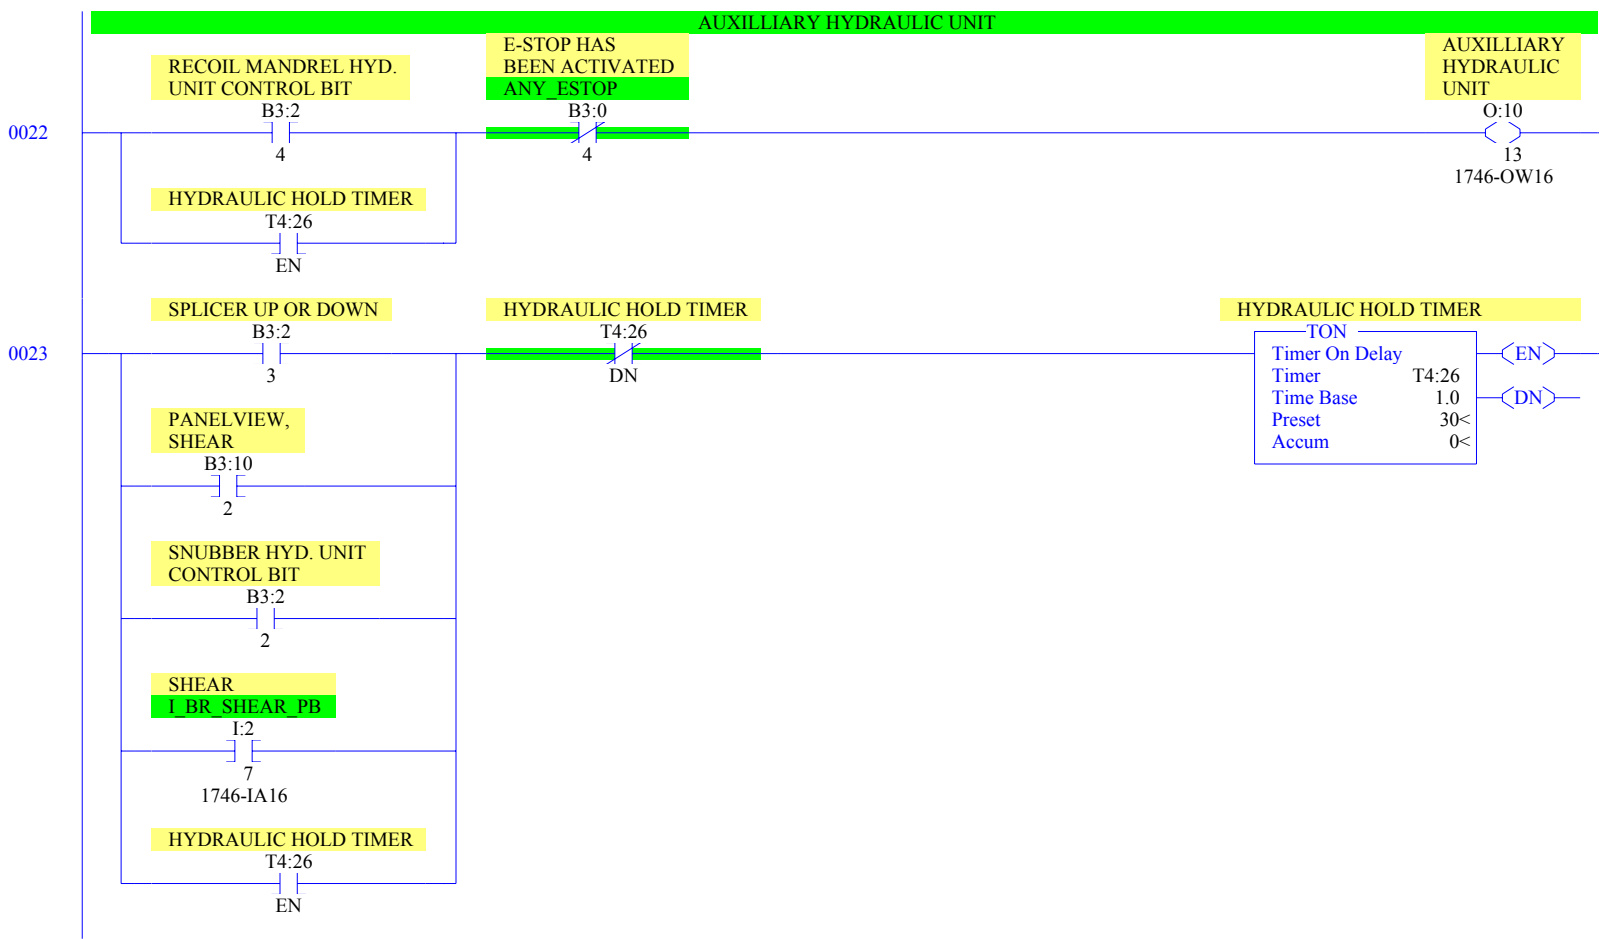 AUXILLIARY HYDRAULIC UNIT
RECOIL MANDREL HYD.
UNIT CONTROL BIT
B3:2
4
E-STOP HAS
BEEN ACTIVATED
ANY_ESTOP
B3:0
4
AUXILLIARY
HYDRAULIC
UNIT
O:10
13
1746-OW16
0022
HYDRAULIC HOLD TIMER
T4:26
EN
0023
SPLICER UP OR DOWN
B3:2
3
HYDRAULIC HOLD TIMER
T4:26
DN
HYDRAULIC HOLD TIMER
TON
Timer On Delay
Timer T4:26
Time Base 1.0
Preset 30<
Accum 0<
EN
DN
PANELVIEW,
SHEAR
B3:10
2
SNUBBER HYD. UNIT
CONTROL BIT
B3:2
2
SHEAR
I_BR_SHEAR_PB
I:2
7
1746-IA16
HYDRAULIC HOLD TIMER
T4:26
EN